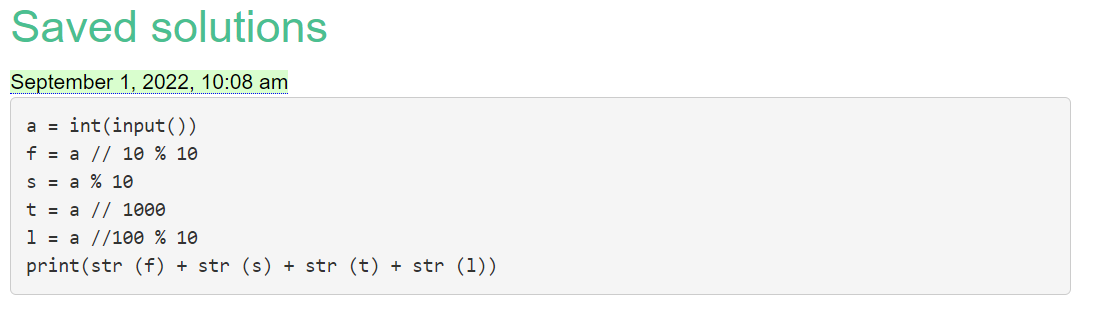 Saved solutions
September 1, 2022, 10:08 am
a = int(input())
f = a // 10 % 10
s = a % 10
t = a // 1000
l = a //100 % 10
print(str (f) + str (s) + str (t) + str (l))